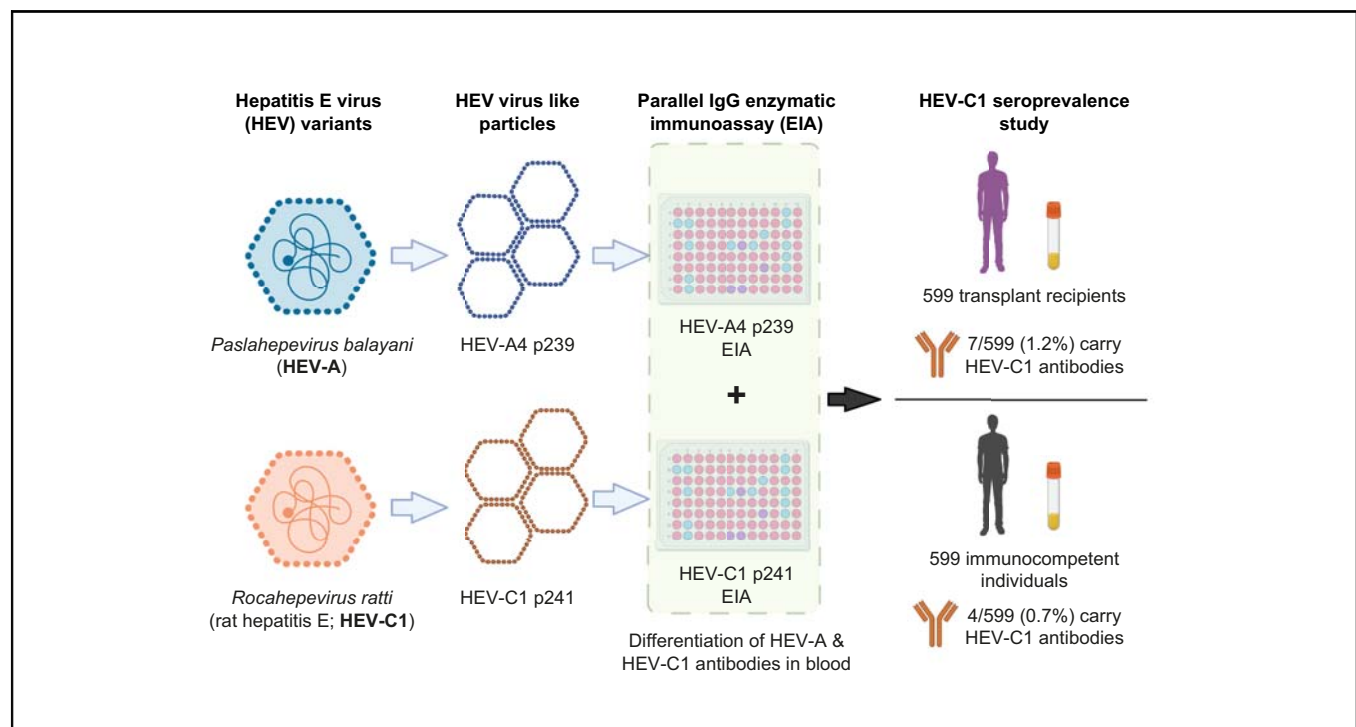 Hepatitis E virus
(HEV) variants
Paslahepevirus balayani
(HEV-A)
Rocahepevirus ratti
(rat hepatitis E; HEV-C1)
HEV virus like
particles
HEV-A4 p239
HEV-C1 p241
Parallel IgG enzymatic
immunoassay (EIA)
HEV-A4 p239
EIA
+
HEV-C1 p241
EIA
Differentiation of HEV-A &
HEV-C1 antibodies in blood
HEV-C1 seroprevalence
study
599 transplant recipients
7/599 (1.2%) carry
HEV-C1 antibodies
599 immunocompetent
individuals
4/599 (0.7%) carry
HEV-C1 antibodies